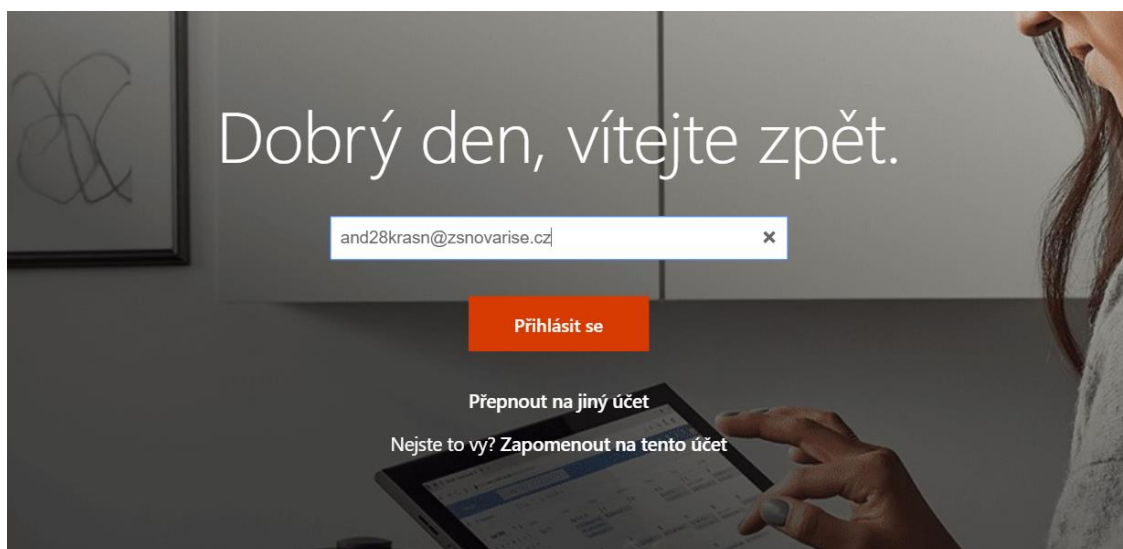 Dobrý den, vítejte zpět.
and28krasn@zsnovarise.cz
Přihlásit se
Přepnout na jiný účet
Nejste to vy? Zapomenout na tento účet